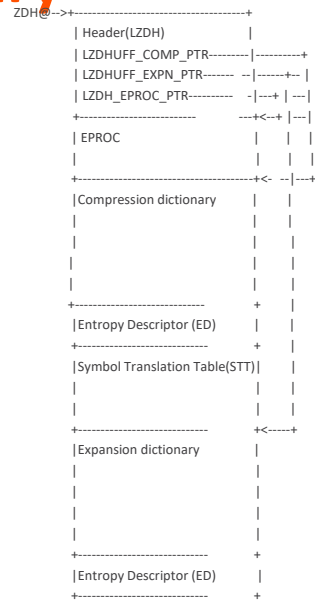 ZDH@-->+--------------------------------------+
| Header(LZDH) |
| LZDHUFF_COMP_PTR---------|----------+
| LZDHUFF_EXPN_PTR------- --|------+-- |
| LZDH_EPROC_PTR---------- -|---+ | ---|
+-------------------------- ---+<--+ |---|
| EPROC | | |
| | | |
+---------------------------------------+<- --|---+
|Compression dictionary | |
| | |
| | |
| | |
| | |
+---------------------------- + |
|Entropy Descriptor (ED) | |
+---------------------------- + |
|Symbol Translation Table(STT)| |
| | |
| | |
+---------------------------- +<-----+
|Expansion dictionary |
| |
| |
| |
| |
+---------------------------- +
|Entropy Descriptor (ED) |
+---------------------------- +